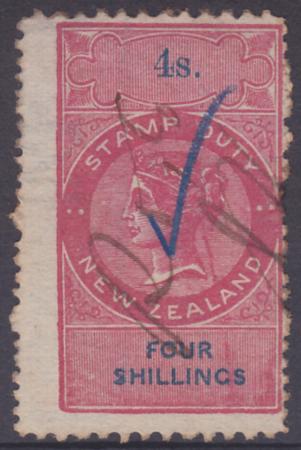 4s.
STAMP DUTY
NEW ZEALAND
FOUR
SHILLINGS